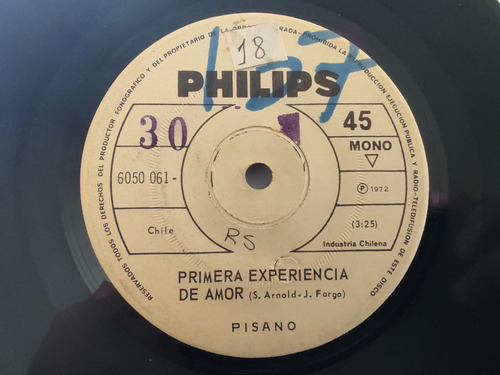 RESERVADOS TODOS LOS DERECHOS DEL PRODUCTOR FONOGRAFICO Y DEL PROPIETARIO DE LA OBRA GRABADA-PROHIBIDA LA REPRODUCCION EJECUCION PUBLICA Y RADIO-TELEDIFUSION DE ESTE DISCO
18
157
PHILIPS
30
45
MONO
6050 061-
Ⓟ 1972
Chile
RS
(3:25)
Industria Chilena
PRIMERA EXPERIENCIA
DE AMOR (S. Arnold-J. Fargo)
PISANO